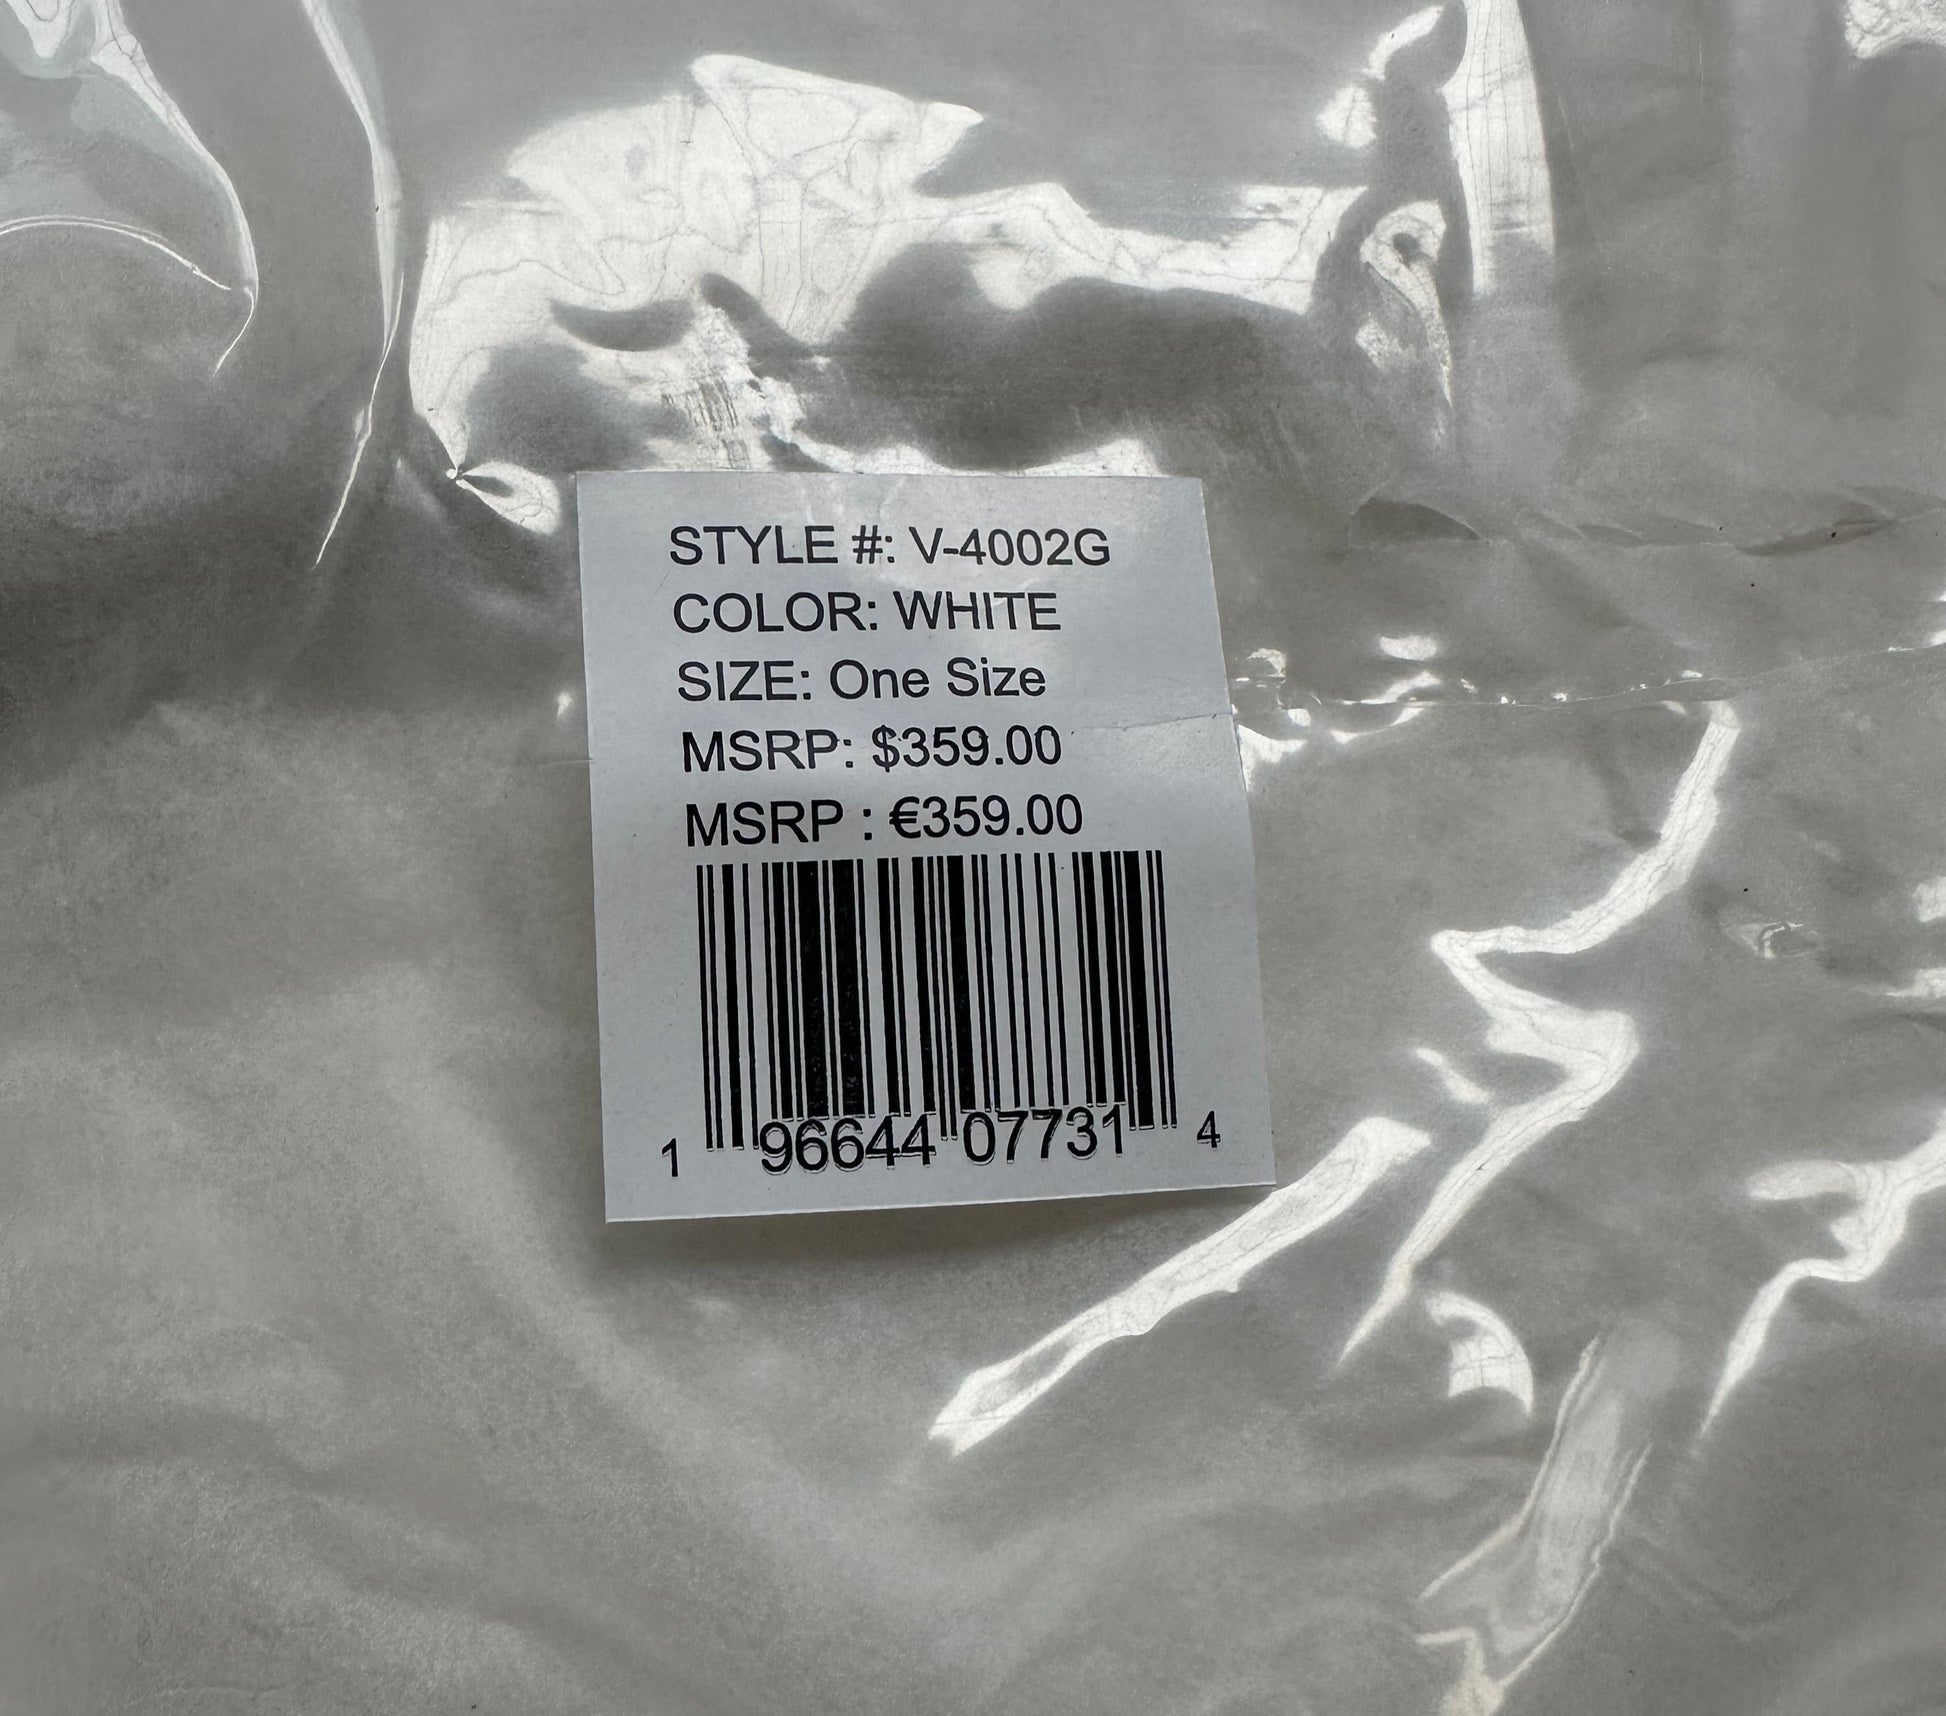 STYLE #: V-4002G
COLOR: WHITE
SIZE: One Size
MSRP: $359.00
MSRP : €359.00
1 96644 07731 4